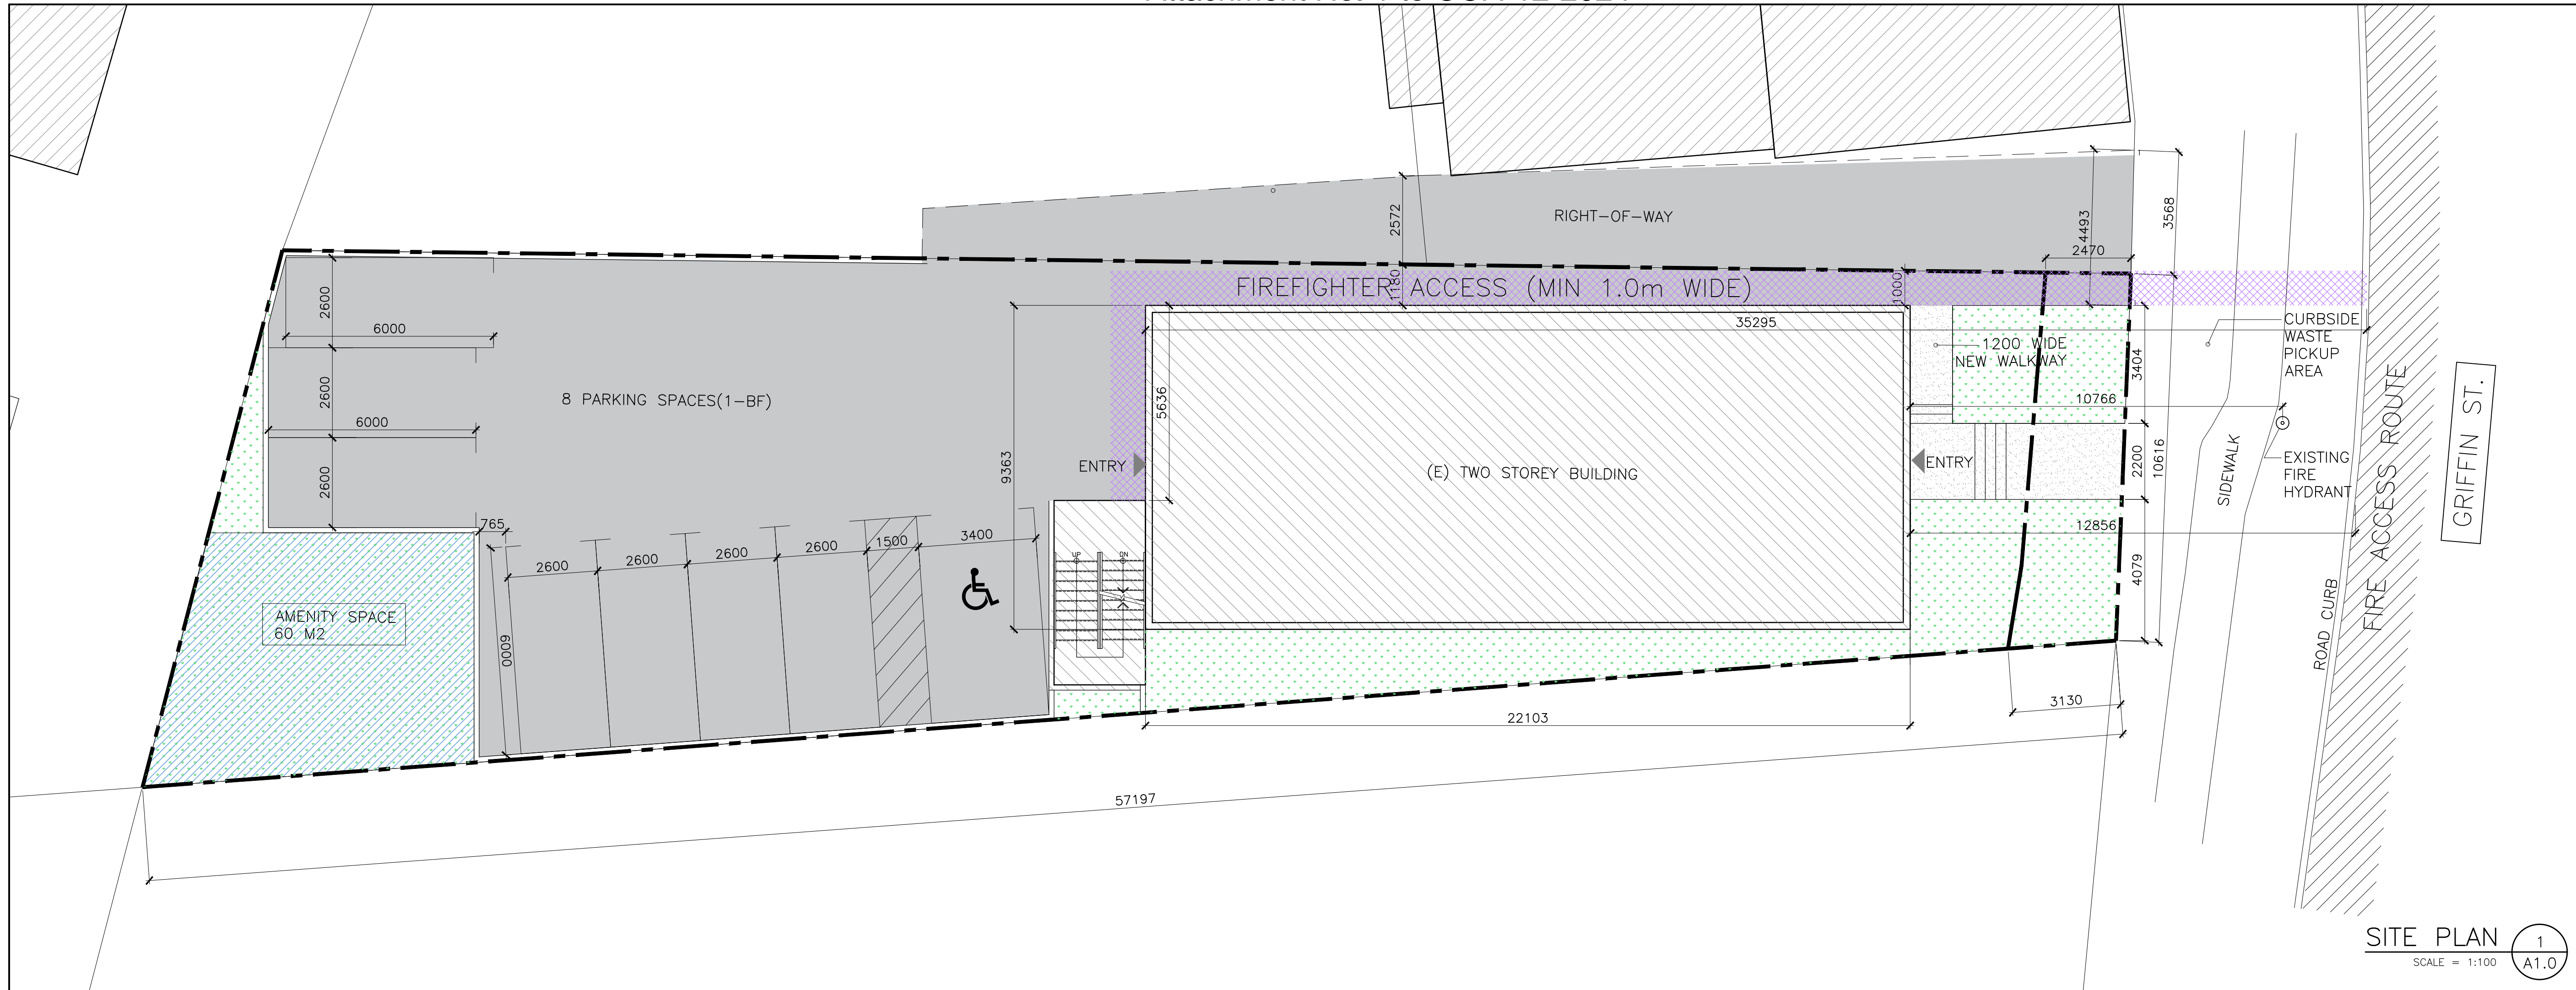 RIGHT-OF-WAY
2572
4493
3568
2470
FIREFIGHTER ACCESS (MIN 1.0m WIDE)
1180
1000
35295
2600
6000
2600
6000
2600
8 PARKING SPACES(1-BF)
9363
5636
ENTRY
(E) TWO STOREY BUILDING
ENTRY
1200 WIDE
NEW WALKWAY
3404
10766
2200
10616
12856
4079
CURBSIDE
WASTE
PICKUP
AREA
EXISTING
FIRE
HYDRANT
SIDEWALK
ROAD CURB
FIRE ACCESS ROUTE
GRIFFIN ST.
765
2600
2600
2600
2600
1500
3400
6000
UP
DN
AMENITY SPACE
60 M2
22103
3130
57197
SITE PLAN
SCALE = 1:100
1
A1.0